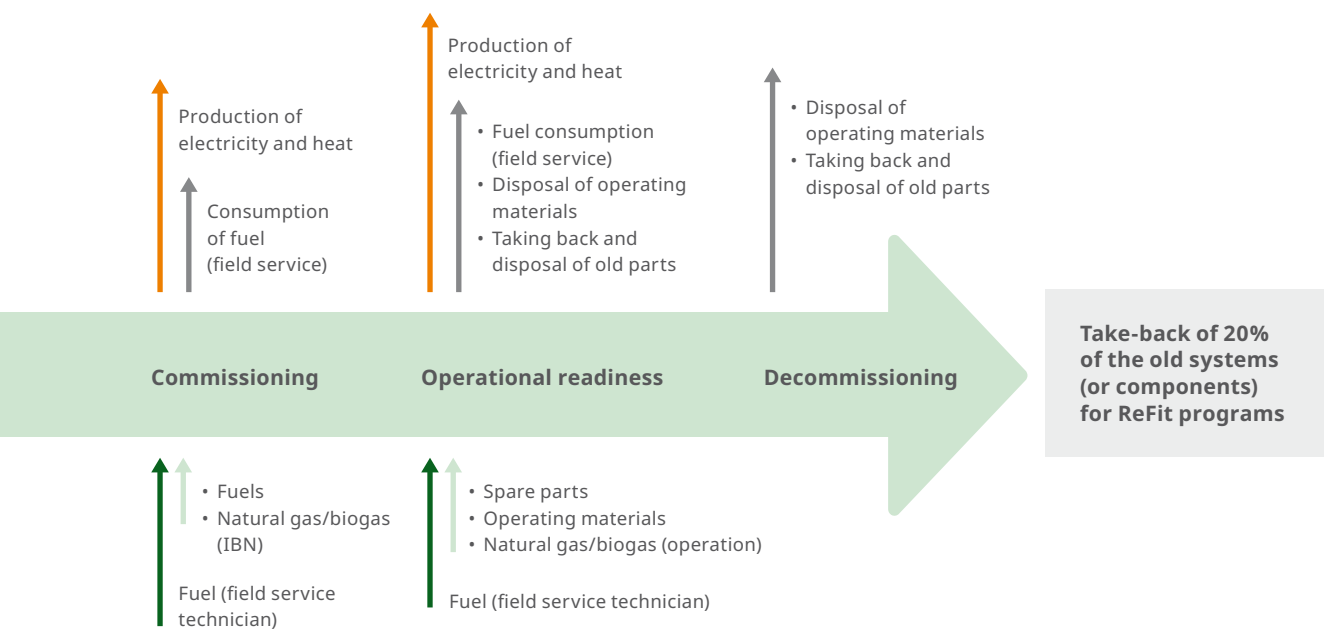 Production of
electricity and heat
Consumption
of fuel
(field service)
Production of
electricity and heat
• Fuel consumption
(field service)
• Disposal of operating
materials
• Taking back and
disposal of old parts
• Disposal of
operating materials
• Taking back and
disposal of old parts
Commissioning
Operational readiness
Decommissioning
Take-back of 20%
of the old systems
(or components)
for ReFit programs
• Fuels
• Natural gas/biogas
(IBN)
Fuel (field service
technician)
• Spare parts
• Operating materials
• Natural gas/biogas (operation)
Fuel (field service technician)